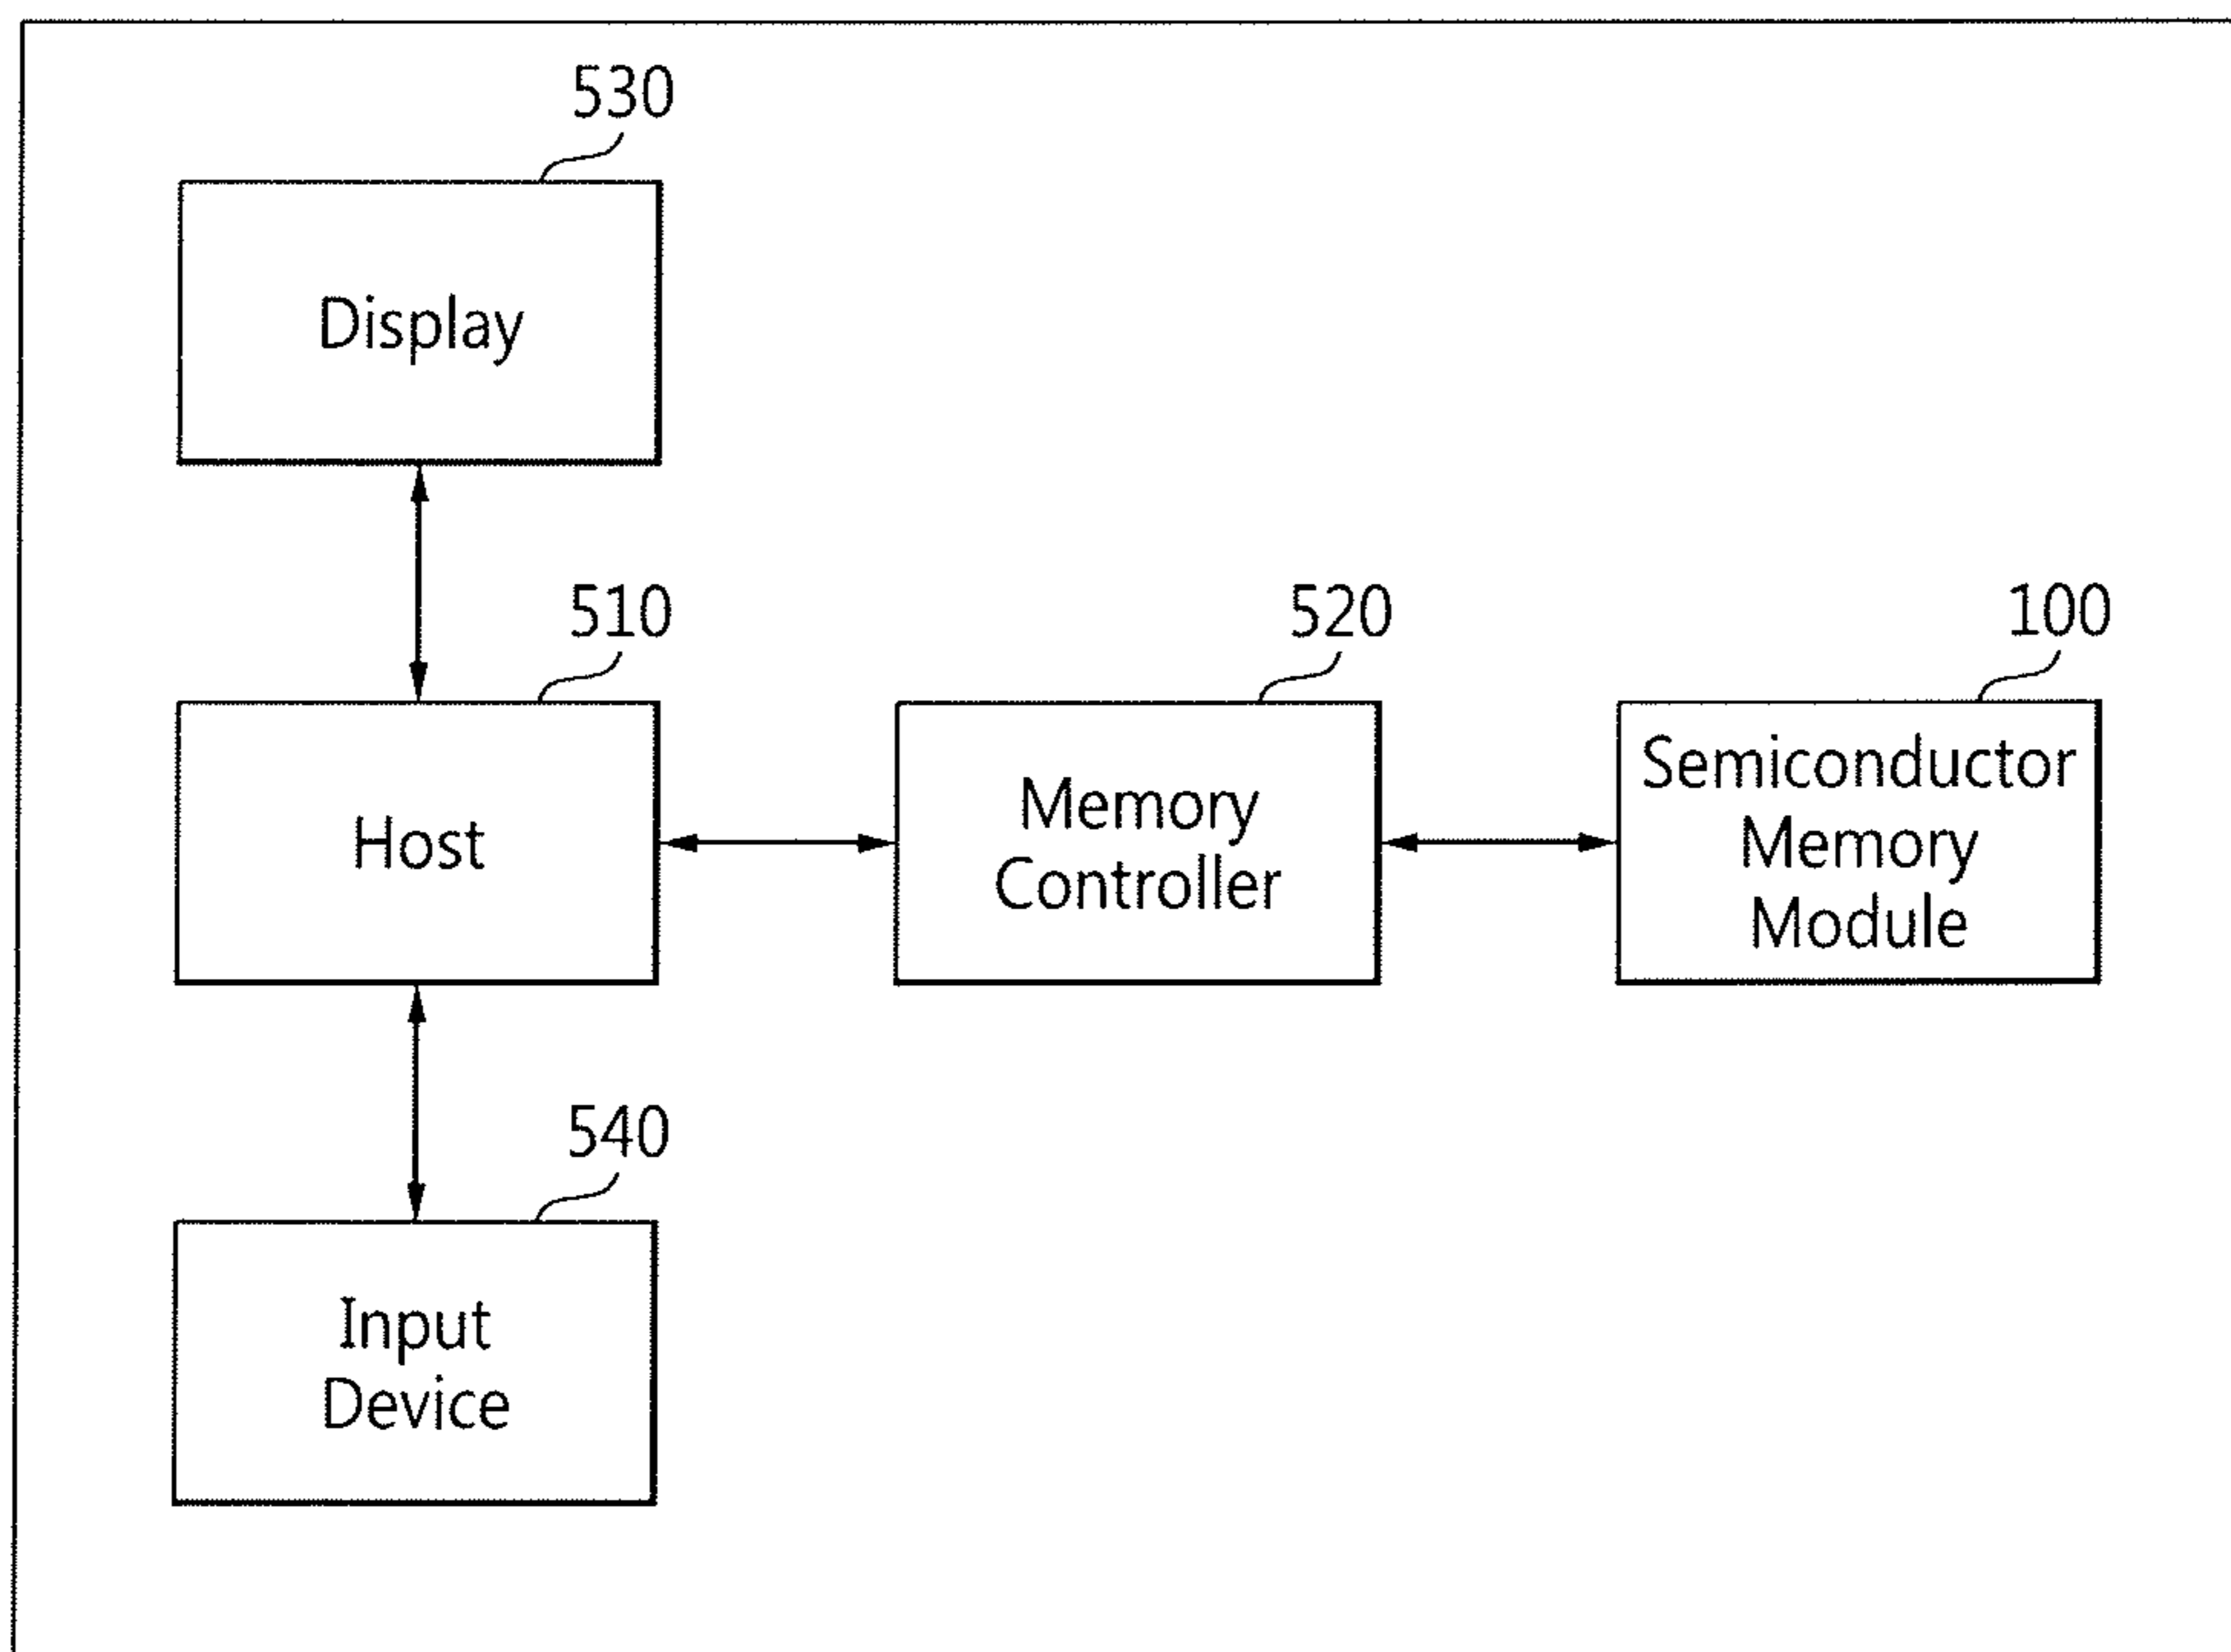 530
Display
510
520
100
Host
Memory
Controller
Semiconductor
Memory
Module
540
Input
Device